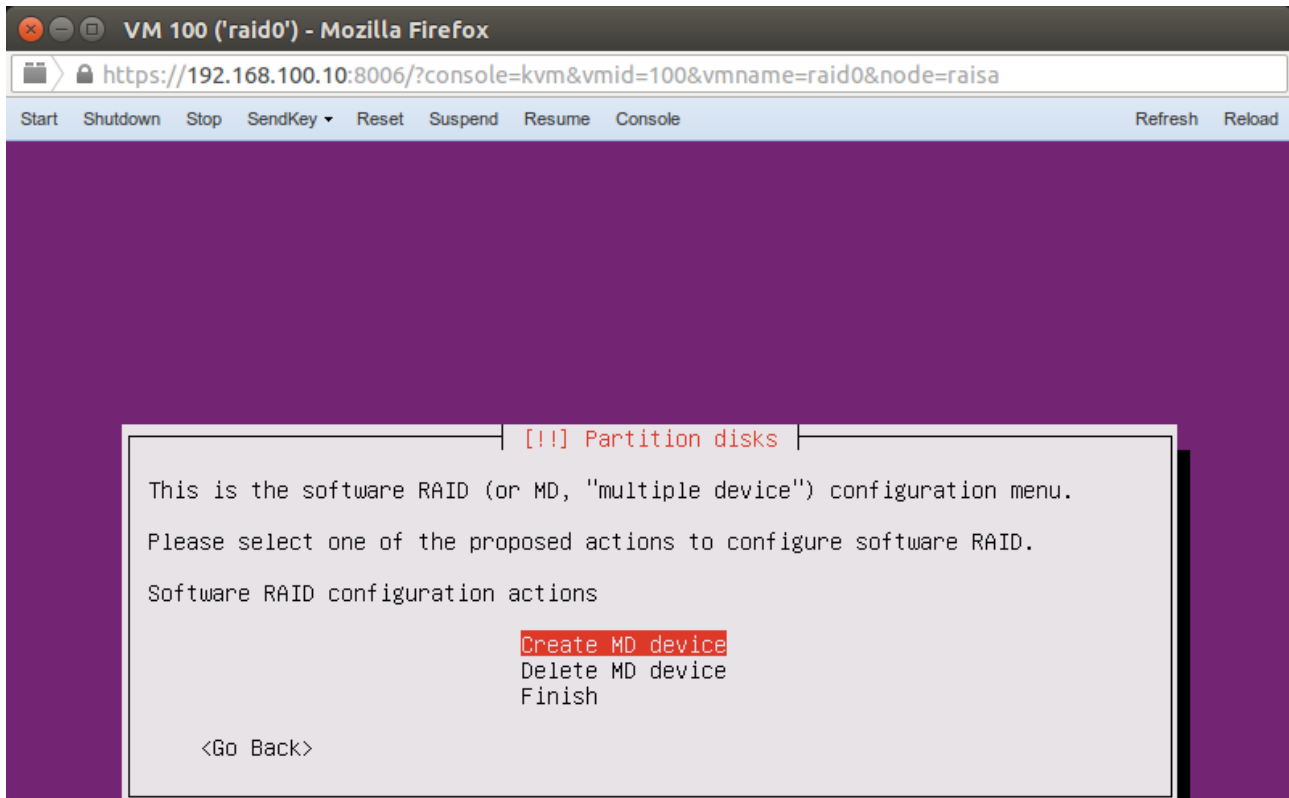 VM 100 ('raid0') - Mozilla Firefox
https://192.168.100.10:8006/?console=kvm&vmid=100&vmname=raid0&node=raisa
Start Shutdown Stop SendKey Reset Suspend Resume Console Refresh Reload
[!!] Partition disks
This is the software RAID (or MD, "multiple device") configuration menu.
Please select one of the proposed actions to configure software RAID.
Software RAID configuration actions
Create MD device
Delete MD device
Finish
<Go Back>